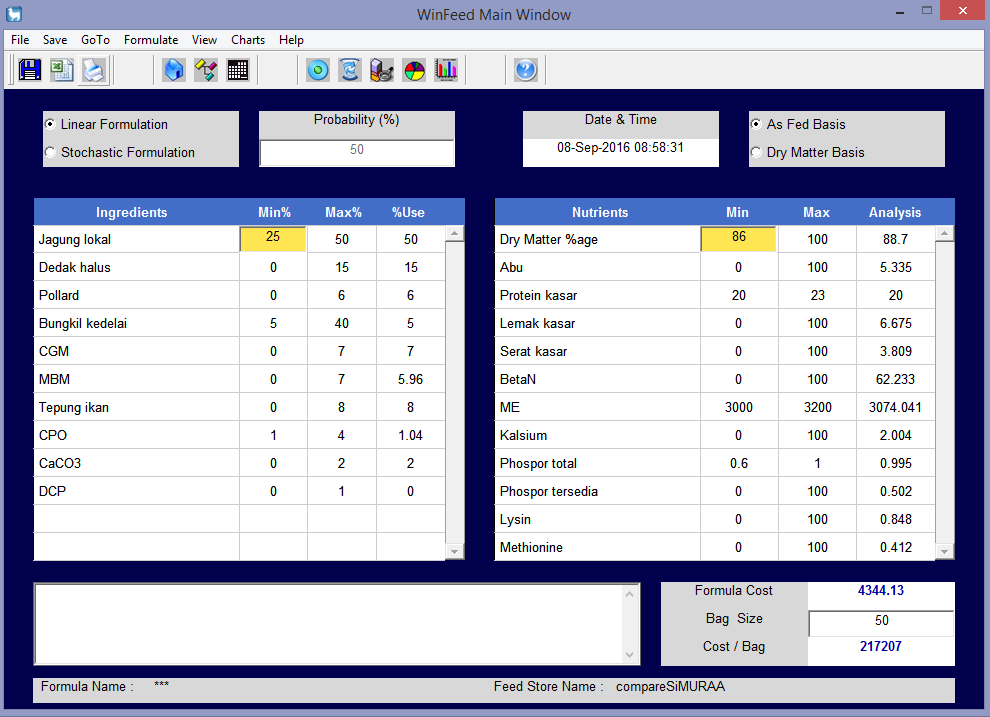 WinFeed Main Window
File Save GoTo Formulate View Charts Help
Linear Formulation
Stochastic Formulation
Probability (%)
50
Date & Time
08-Sep-2016 08:58:31
As Fed Basis
Dry Matter Basis
Ingredients Min% Max% %Use
Jagung lokal 25 50 50
Dedak halus 0 15 15
Pollard 0 6 6
Bungkil kedelai 5 40 5
CGM 0 7 7
MBM 0 7 5.96
Tepung ikan 0 8 8
CPO 1 4 1.04
CaCO3 0 2 2
DCP 0 1 0
Nutrients Min Max Analysis
Dry Matter %age 86 100 88.7
Abu 0 100 5.335
Protein kasar 20 23 20
Lemak kasar 0 100 6.675
Serat kasar 0 100 3.809
BetaN 0 100 62.233
ME 3000 3200 3074.041
Kalsium 0 100 2.004
Phospor total 0.6 1 0.995
Phospor tersedia 0 100 0.502
Lysin 0 100 0.848
Methionine 0 100 0.412
Formula Cost 4344.13
Bag Size 50
Cost / Bag 217207
Formula Name : ***
Feed Store Name : compareSiMURAA